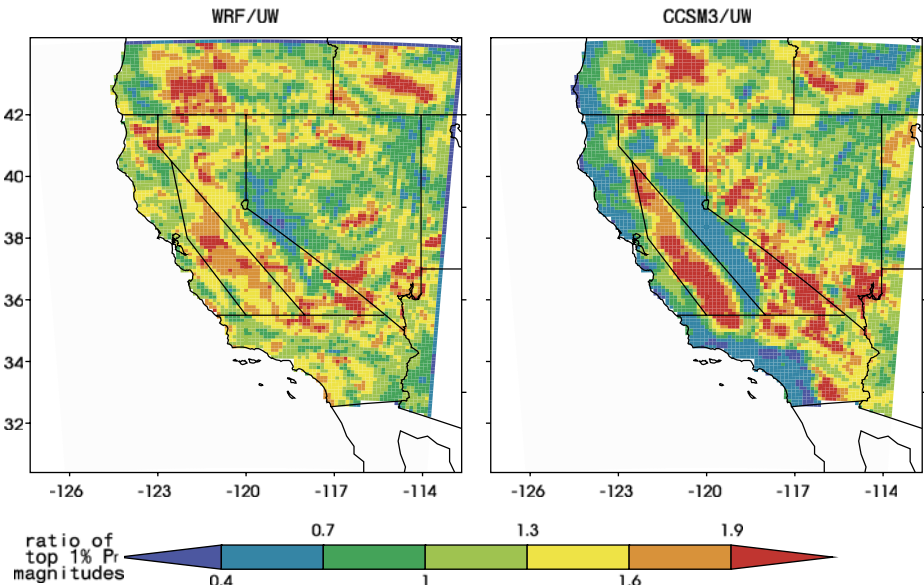 WRF/UW CCSM3/UW
42
40
38
36
34
32
-126 -123 -120 -117 -114 -126 -123 -120 -117 -114
0.7 1.3 1.9
ratio of
top 1% Pr
magnitudes
0.4 1 1.6